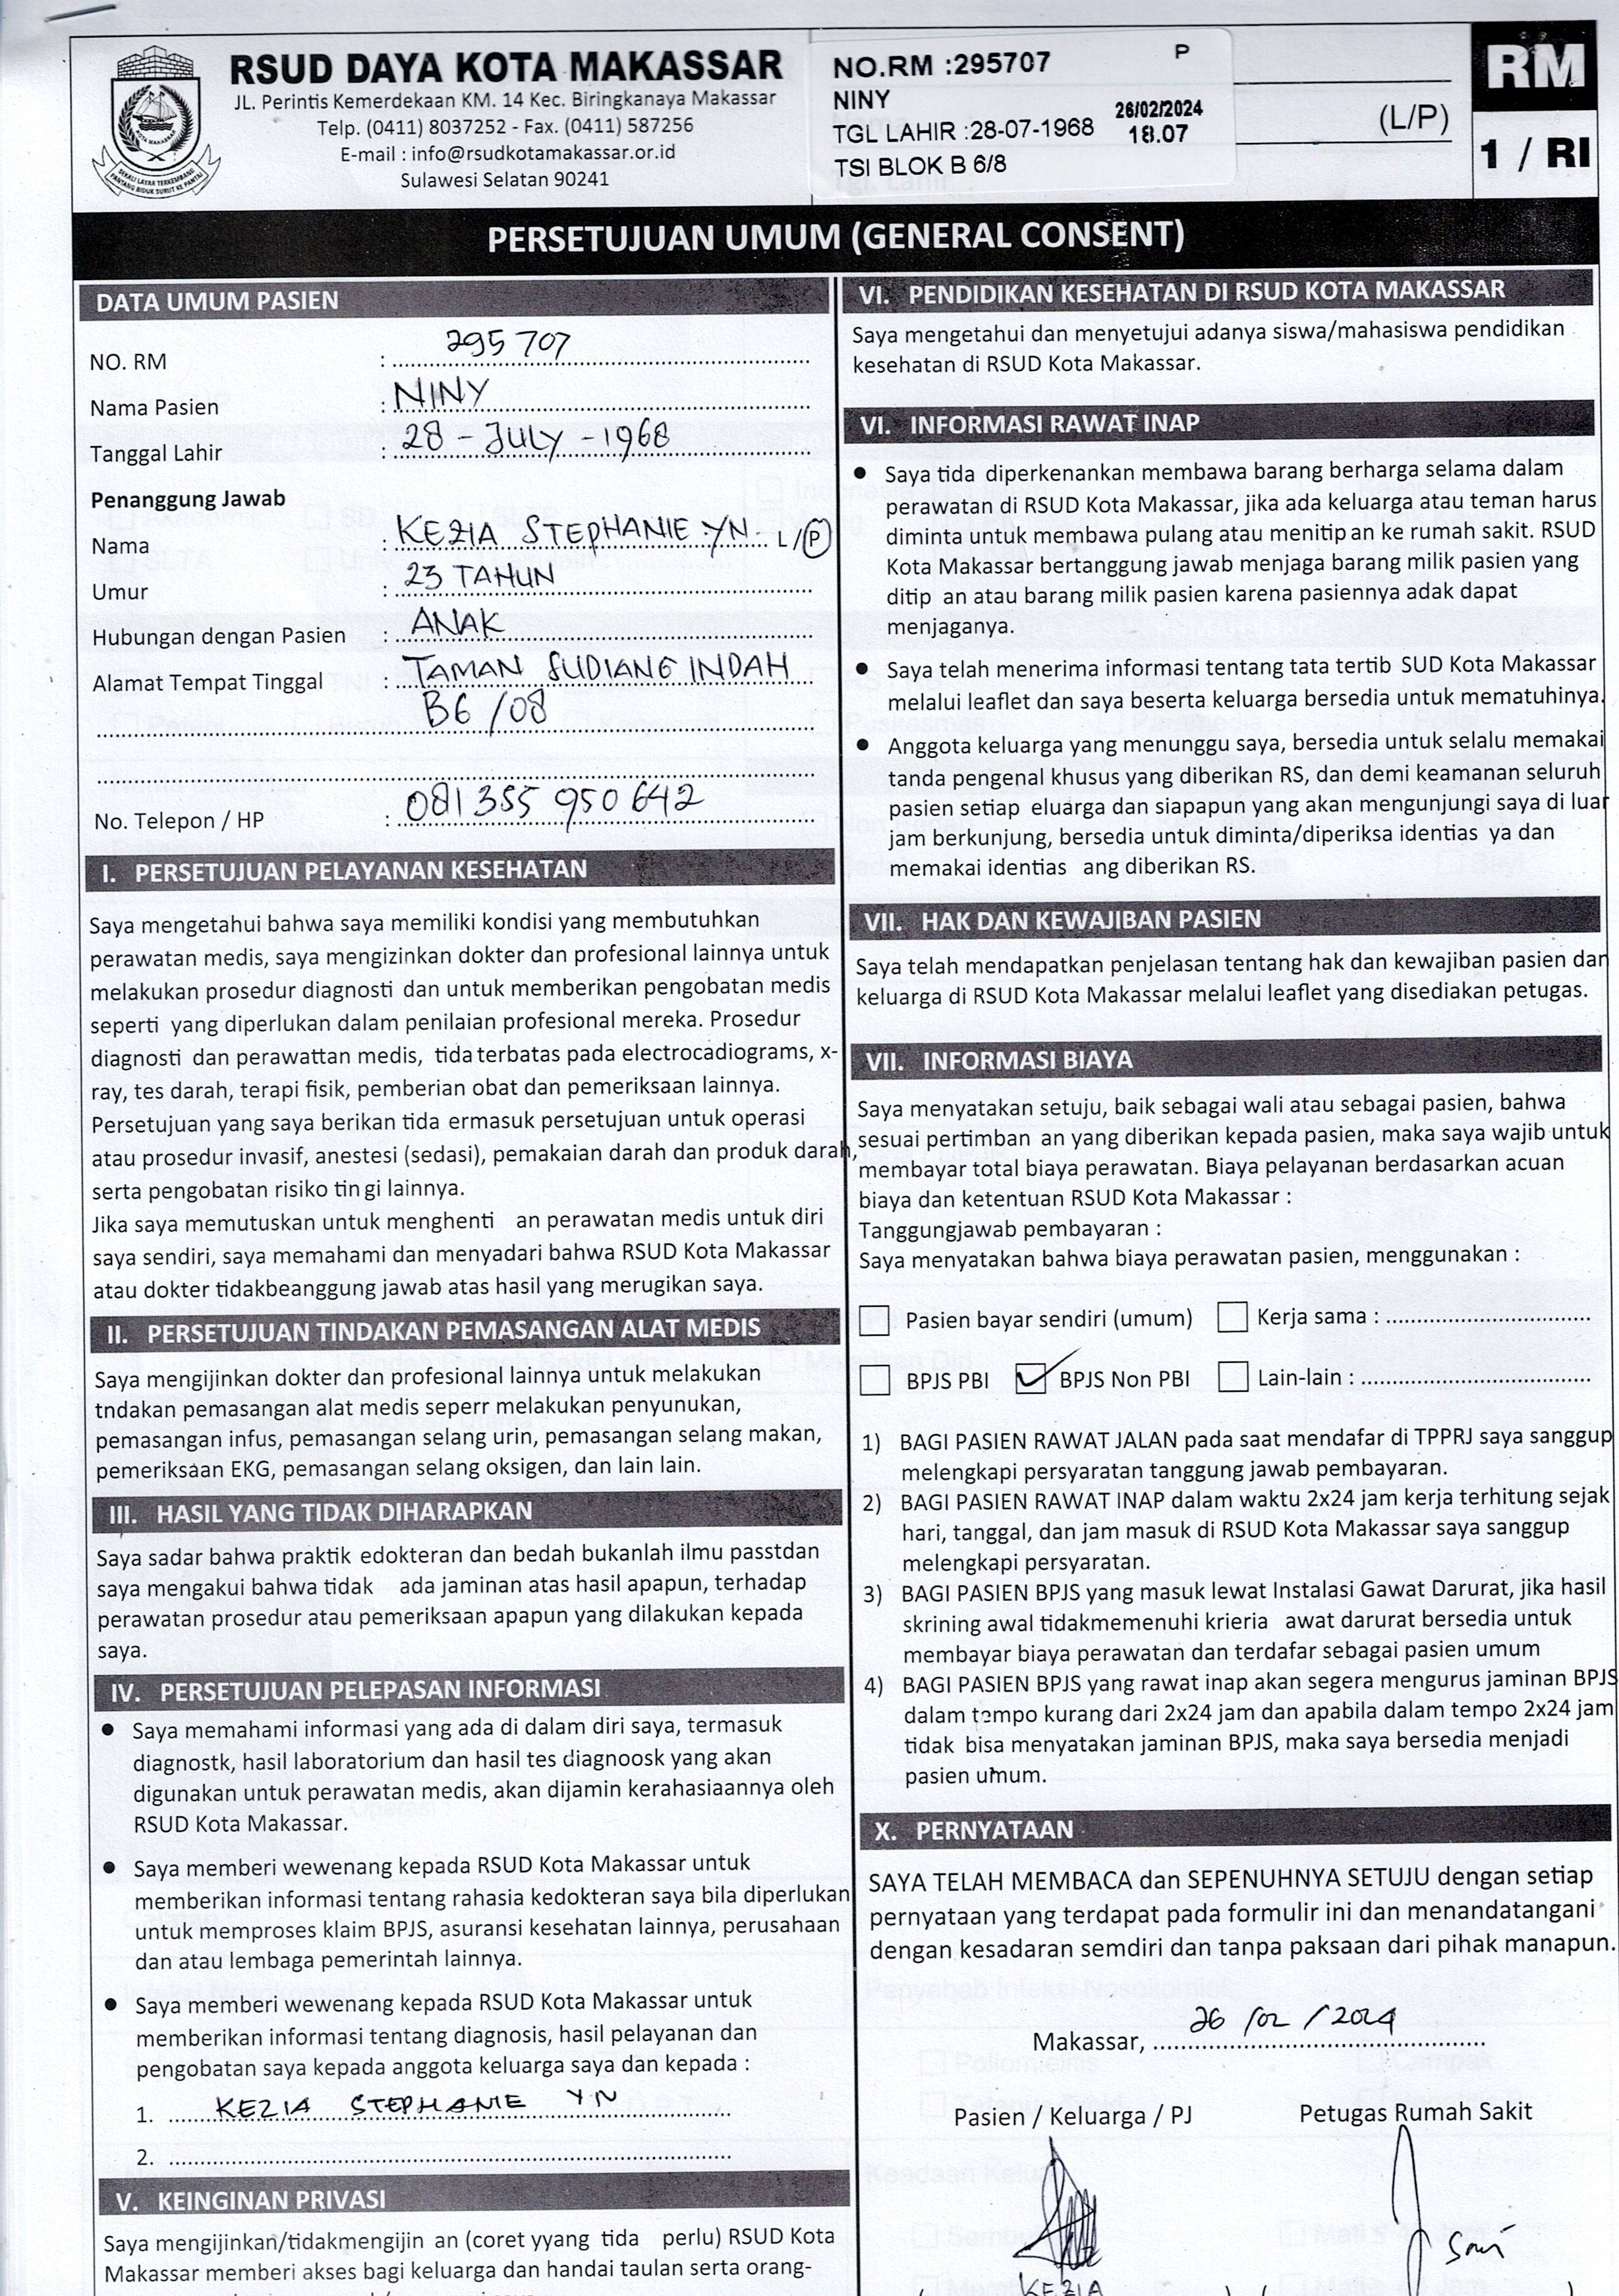 RSUD DAYA KOTA MAKASSAR
JL. Perintis Kemerdekaan KM. 14 Kec. Biringkanaya Makassar
Telp. (0411) 8037252 - Fax. (0411) 587256
E-mail : info@rsudkotamakassar.or.id
Sulawesi Selatan 90241
KOTA MAKASSAR
SEKALI LAYAR TERKEMBANG
PANTANG BIDUK SURUT KE PANTAI
NO.RM :295707 P
NINY 26/02/2024
TGL LAHIR :28-07-1968 18.07
TSI BLOK B 6/8
(L/P)
RM
1 / RI
PERSETUJUAN UMUM (GENERAL CONSENT)
DATA UMUM PASIEN
NO. RM : 295707
Nama Pasien : NINY
Tanggal Lahir : 28 - JULY - 1968
Penanggung Jawab
Nama : KEZIA STEPHANIE YN. L/P
Umur : 23 TAHUN
Hubungan dengan Pasien : ANAK
Alamat Tempat Tinggal : TAMAN SUDIANG INDAH
B6 /08
No. Telepon / HP : 081 355 950 642
I. PERSETUJUAN PELAYANAN KESEHATAN
Saya mengetahui bahwa saya memiliki kondisi yang membutuhkan
perawatan medis, saya mengizinkan dokter dan profesional lainnya untuk
melakukan prosedur diagnosti dan untuk memberikan pengobatan medis
seperti yang diperlukan dalam penilaian profesional mereka. Prosedur
diagnosti dan perawattan medis, tida terbatas pada electrocadiograms, x-
ray, tes darah, terapi fisik, pemberian obat dan pemeriksaan lainnya.
Persetujuan yang saya berikan tida ermasuk persetujuan untuk operasi
atau prosedur invasif, anestesi (sedasi), pemakaian darah dan produk darah,
serta pengobatan risiko tin gi lainnya.
Jika saya memutuskan untuk menghenti an perawatan medis untuk diri
saya sendiri, saya memahami dan menyadari bahwa RSUD Kota Makassar
atau dokter tidakbeanggung jawab atas hasil yang merugikan saya.
II. PERSETUJUAN TINDAKAN PEMASANGAN ALAT MEDIS
Saya mengijinkan dokter dan profesional lainnya untuk melakukan
tndakan pemasangan alat medis seperr melakukan penyunukan,
pemasangan infus, pemasangan selang urin, pemasangan selang makan,
pemeriksaan EKG, pemasangan selang oksigen, dan lain lain.
III. HASIL YANG TIDAK DIHARAPKAN
Saya sadar bahwa praktik edokteran dan bedah bukanlah ilmu passtdan
saya mengakui bahwa tidak ada jaminan atas hasil apapun, terhadap
perawatan prosedur atau pemeriksaan apapun yang dilakukan kepada
saya.
IV. PERSETUJUAN PELEPASAN INFORMASI
• Saya memahami informasi yang ada di dalam diri saya, termasuk
diagnostk, hasil laboratorium dan hasil tes diagnoosk yang akan
digunakan untuk perawatan medis, akan dijamin kerahasiaannya oleh
RSUD Kota Makassar.
• Saya memberi wewenang kepada RSUD Kota Makassar untuk
memberikan informasi tentang rahasia kedokteran saya bila diperlukan
untuk memproses klaim BPJS, asuransi kesehatan lainnya, perusahaan
dan atau lembaga pemerintah lainnya.
• Saya memberi wewenang kepada RSUD Kota Makassar untuk
memberikan informasi tentang diagnosis, hasil pelayanan dan
pengobatan saya kepada anggota keluarga saya dan kepada :
1. KEZIA STEPHANIE YN
2.
V. KEINGINAN PRIVASI
Saya mengijinkan/tidakmengijin an (coret yyang tida perlu) RSUD Kota
Makassar memberi akses bagi keluarga dan handai taulan serta orang-
VI. PENDIDIKAN KESEHATAN DI RSUD KOTA MAKASSAR
Saya mengetahui dan menyetujui adanya siswa/mahasiswa pendidikan
kesehatan di RSUD Kota Makassar.
VI. INFORMASI RAWAT INAP
• Saya tida diperkenankan membawa barang berharga selama dalam
perawatan di RSUD Kota Makassar, jika ada keluarga atau teman harus
diminta untuk membawa pulang atau menitip an ke rumah sakit. RSUD
Kota Makassar bertanggung jawab menjaga barang milik pasien yang
ditip an atau barang milik pasien karena pasiennya adak dapat
menjaganya.
• Saya telah menerima informasi tentang tata tertib SUD Kota Makassar
melalui leaflet dan saya beserta keluarga bersedia untuk mematuhinya.
• Anggota keluarga yang menunggu saya, bersedia untuk selalu memakai
tanda pengenal khusus yang diberikan RS, dan demi keamanan seluruh
pasien setiap eluarga dan siapapun yang akan mengunjungi saya di luar
jam berkunjung, bersedia untuk diminta/diperiksa identias ya dan
memakai identias ang diberikan RS.
VII. HAK DAN KEWAJIBAN PASIEN
Saya telah mendapatkan penjelasan tentang hak dan kewajiban pasien dan
keluarga di RSUD Kota Makassar melalui leaflet yang disediakan petugas.
VII. INFORMASI BIAYA
Saya menyatakan setuju, baik sebagai wali atau sebagai pasien, bahwa
sesuai pertimban an yang diberikan kepada pasien, maka saya wajib untuk
membayar total biaya perawatan. Biaya pelayanan berdasarkan acuan
biaya dan ketentuan RSUD Kota Makassar :
Tanggungjawab pembayaran :
Saya menyatakan bahwa biaya perawatan pasien, menggunakan :
☐ Pasien bayar sendiri (umum) ☐ Kerja sama :
☐ BPJS PBI ☑ BPJS Non PBI ☐ Lain-lain :
1) BAGI PASIEN RAWAT JALAN pada saat mendafar di TPPRJ saya sanggup
melengkapi persyaratan tanggung jawab pembayaran.
2) BAGI PASIEN RAWAT INAP dalam waktu 2x24 jam kerja terhitung sejak
hari, tanggal, dan jam masuk di RSUD Kota Makassar saya sanggup
melengkapi persyaratan.
3) BAGI PASIEN BPJS yang masuk lewat Instalasi Gawat Darurat, jika hasil
skrining awal tidakmemenuhi krieria awat darurat bersedia untuk
membayar biaya perawatan dan terdafar sebagai pasien umum
4) BAGI PASIEN BPJS yang rawat inap akan segera mengurus jaminan BPJS
dalam tempo kurang dari 2x24 jam dan apabila dalam tempo 2x24 jam
tidak bisa menyatakan jaminan BPJS, maka saya bersedia menjadi
pasien umum.
X. PERNYATAAN
SAYA TELAH MEMBACA dan SEPENUHNYA SETUJU dengan setiap
pernyataan yang terdapat pada formulir ini dan menandatangani
dengan kesadaran semdiri dan tanpa paksaan dari pihak manapun.
Makassar, 26 /02 / 2024
Pasien / Keluarga / PJ Petugas Rumah Sakit
KEZIA